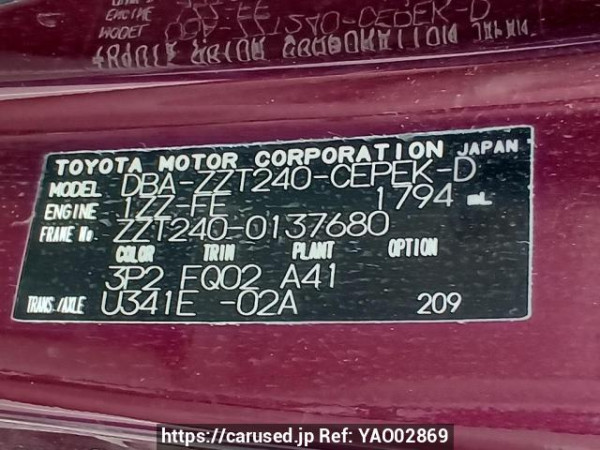 TOYOTA MOTOR CORPORATION JAPAN
MODEL DBA-ZZT240-CEPEK-D
ENGINE 1ZZ-FE 1794 mL
FRAME No. ZZT240-0137680
COLOR TRIM PLANT OPTION
3P2 FQ02 A41
TRANS./AXLE U341E -02A 209
https://carused.jp Ref: YAO02869